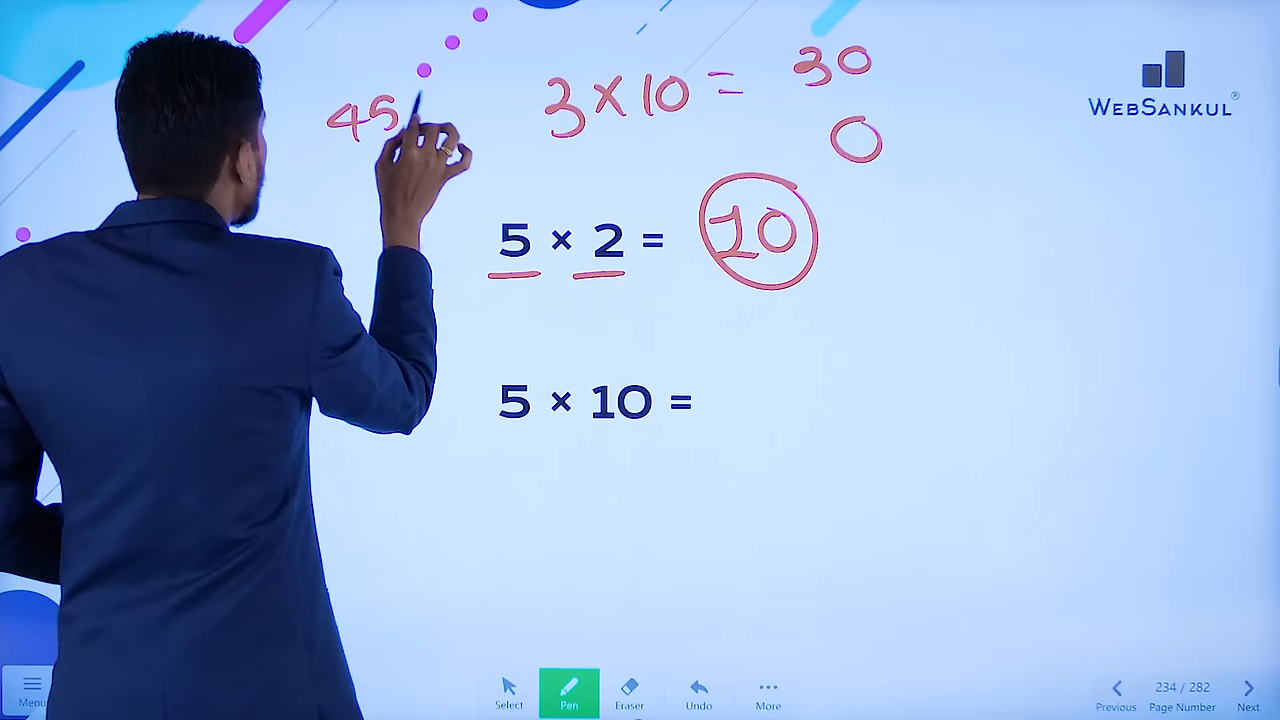 45
3 × 10 = 30
0
WEBSANKUL®
5 × 2 = 10
5 × 10 =
Menu
Select
Pen
Eraser
Undo
More
Previous
234 / 282
Page Number
Next